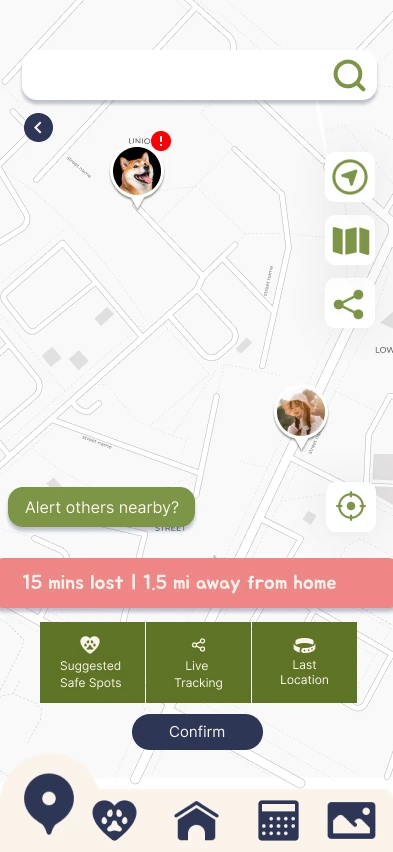 UNIO
!
street name
street name
LOW
street n
street name
Alert others nearby?
STREET
15 mins lost | 1.5 mi away from home
Suggested
Safe Spots
Live
Tracking
Last
Location
Confirm